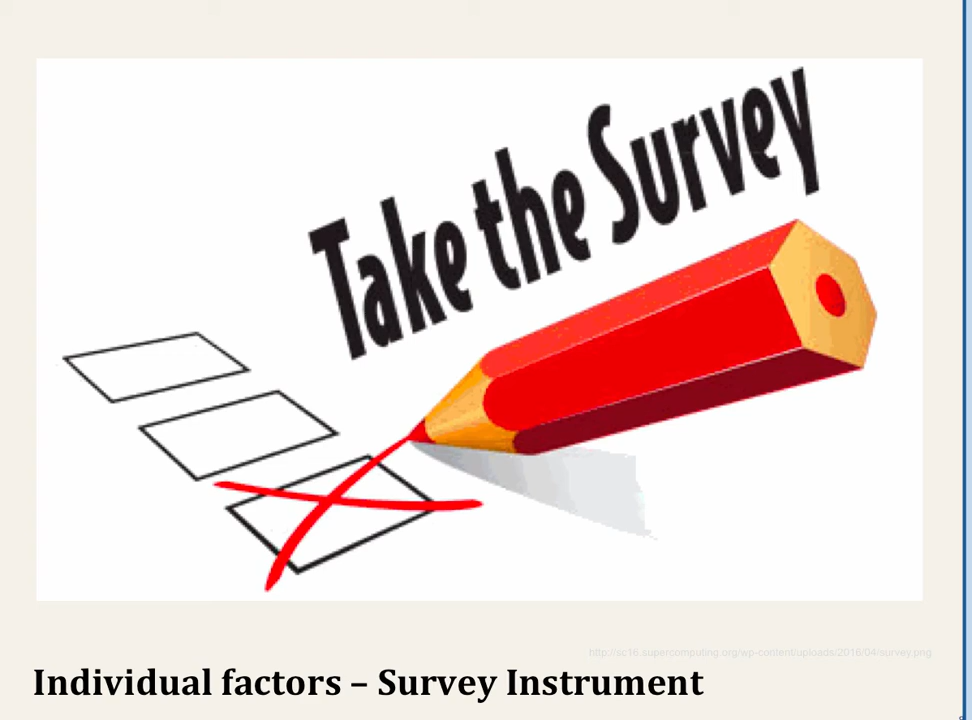 Take the Survey
http://sc16.supercomputing.org/wp-content/uploads/2016/04/survey.png
Individual factors – Survey Instrument